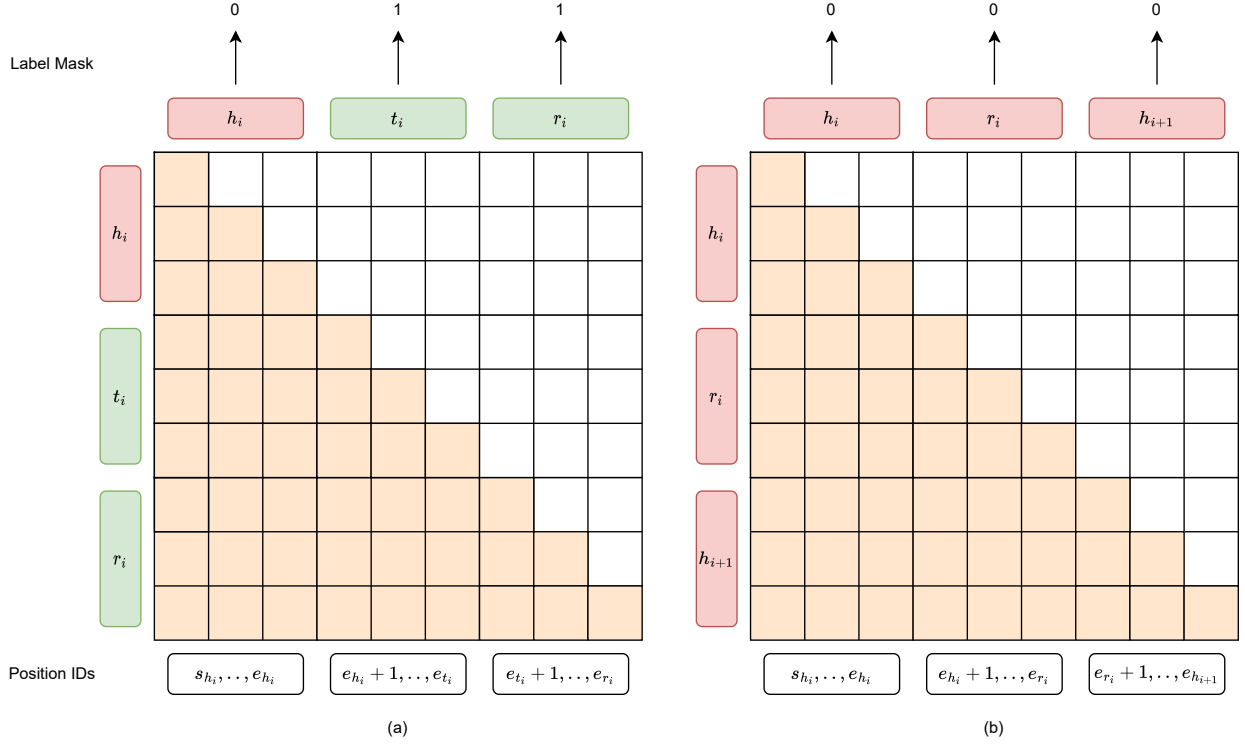 0 1 1 0 0 0
Label Mask
h_i t_i r_i h_i r_i h_{i+1}
h_i h_i
t_i r_i
r_i h_{i+1}
Position IDs s_{h_i},..,e_{h_i} e_{h_i}+1,..,e_{t_i} e_{t_i}+1,..,e_{r_i} s_{h_i},..,e_{h_i} e_{h_i}+1,..,e_{r_i} e_{r_i}+1,..,e_{h_{i+1}}
(a) (b)